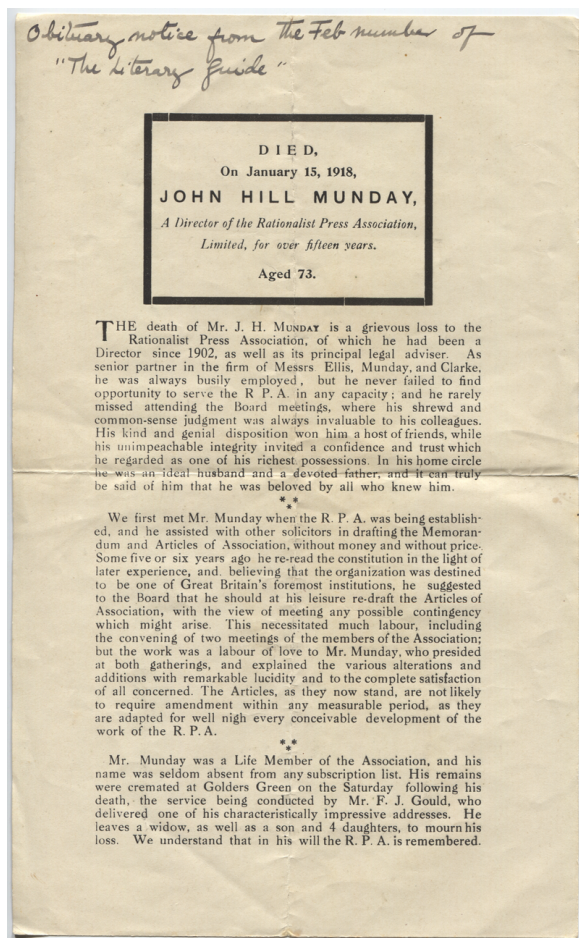 Obituary notice from the Feb number of
"The Literary Guide"
DIED,
On January 15, 1918,
JOHN HILL MUNDAY,
A Director of the Rationalist Press Association,
Limited, for over fifteen years.
Aged 73.
THE death of Mr. J. H. MUNDAY is a grievous loss to the
Rationalist Press Association, of which he had been a
Director since 1902, as well as its principal legal adviser. As
senior partner in the firm of Messrs Ellis, Munday, and Clarke,
he was always busily employed, but he never failed to find
opportunity to serve the R P. A. in any capacity; and he rarely
missed attending the Board meetings, where his shrewd and
common-sense judgment was always invaluable to his colleagues.
His kind and genial disposition won him a host of friends, while
his unimpeachable integrity invited a confidence and trust which
he regarded as one of his richest possessions. In his home circle
he was an ideal husband and a devoted father, and it can truly
be said of him that he was beloved by all who knew him.
***
We first met Mr. Munday when the R. P. A. was being establish-
ed, and he assisted with other solicitors in drafting the Memoran-
dum and Articles of Association, without money and without price.
Some five or six years ago he re-read the constitution in the light of
later experience, and, believing that the organization was destined
to be one of Great Britain's foremost institutions, he suggested
to the Board that he should at his leisure re-draft the Articles of
Association, with the view of meeting any possible contingency
which might arise. This necessitated much labour, including
the convening of two meetings of the members of the Association;
but the work was a labour of love to Mr. Munday, who presided
at both gatherings, and explained the various alterations and
additions with remarkable lucidity and to the complete satisfaction
of all concerned. The Articles, as they now stand, are not likely
to require amendment within any measurable period, as they
are adapted for well nigh every conceivable development of the
work of the R. P. A.
***
Mr. Munday was a Life Member of the Association, and his
name was seldom absent from any subscription list. His remains
were cremated at Golders Green on the Saturday following his
death, the service being conducted by Mr. F. J. Gould, who
delivered one of his characteristically impressive addresses. He
leaves a widow, as well as a son and 4 daughters, to mourn his
loss. We understand that in his will the R. P. A. is remembered.